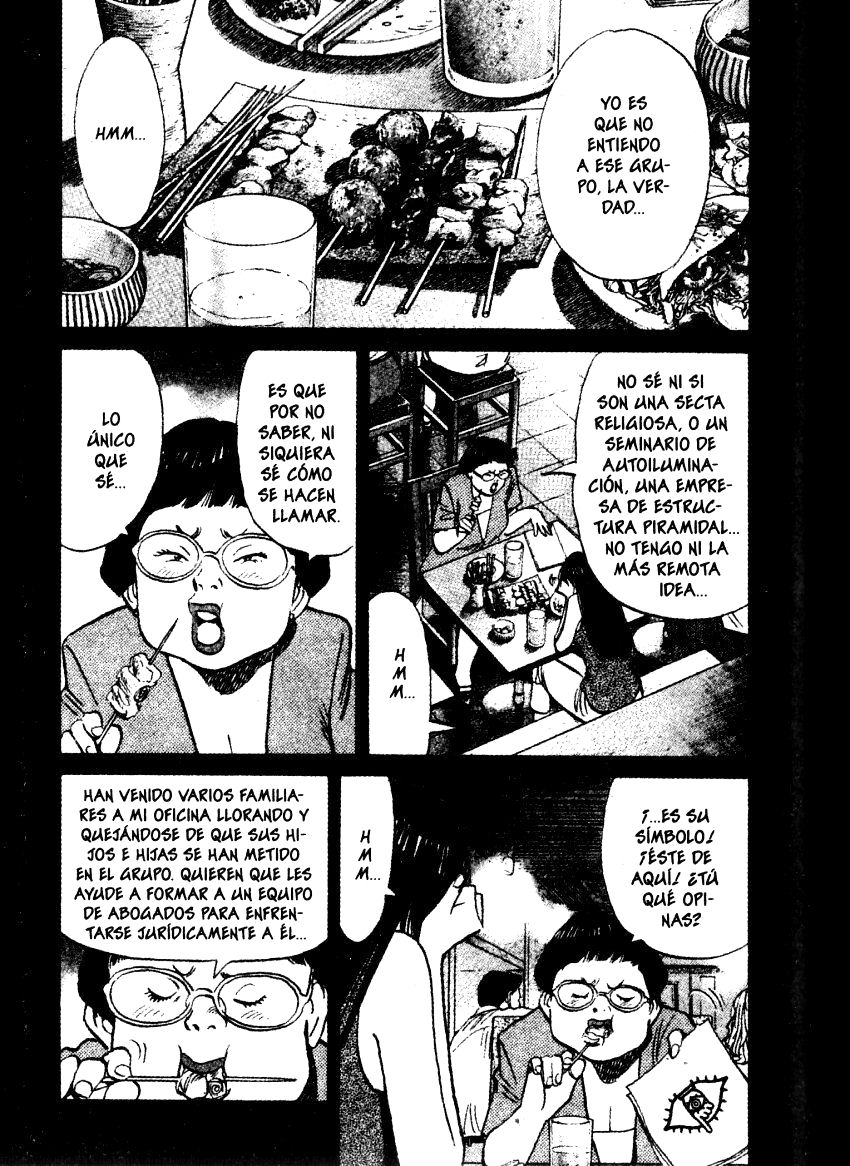 YO ES
QUE NO
ENTIENDO
A ESE GRU-
PO, LA VER-
DAD...
HMM...
NO SÉ NI SI
SON UNA SECTA
RELIGIOSA, O UN
SEMINARIO DE
AUTOILUMINA-
CIÓN, UNA EMPRE-
SA DE ESTRUC-
TURA PIRAMIDAL...
NO TENGO NI LA
MÁS REMOTA
IDEA...
H
M
M...
ES QUE
POR NO
SABER, NI
SIQUIERA
SÉ CÓMO
SE HACEN
LLAMAR.
LO
ÚNICO
QUE
SÉ...
¡...ES SU
SÍMBOLO!
¡ÉSTE DE
AQUÍ! ¿TÚ
QUÉ OPI-
NAS?
H
M
M...
HAN VENIDO VARIOS FAMILIA-
RES A MI OFICINA LLORANDO Y
QUEJÁNDOSE DE QUE SUS HI-
JOS E HIJAS SE HAN METIDO
EN EL GRUPO. QUIEREN QUE LES
AYUDE A FORMAR A UN EQUIPO
DE ABOGADOS PARA ENFREN-
TARSE JURÍDICAMENTE A ÉL...